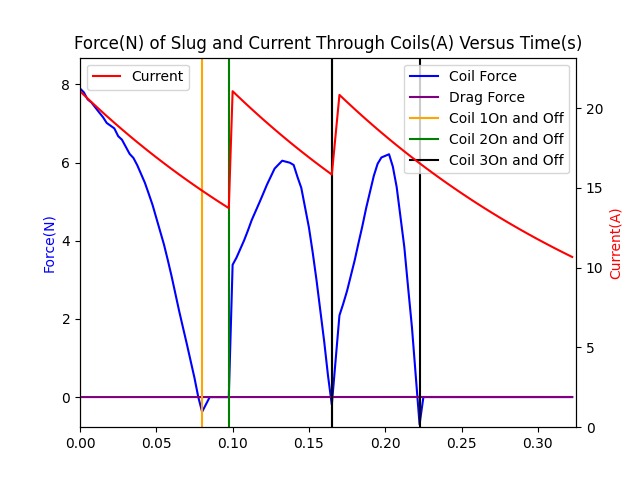 Force(N) of Slug and Current Through Coils(A) Versus Time(s)
Current
Coil Force
Drag Force
Coil 1On and Off
Coil 2On and Off
Coil 3On and Off
Force(N)
8
6
4
2
0
Current(A)
20
15
10
5
0
0.00 0.05 0.10 0.15 0.20 0.25 0.30